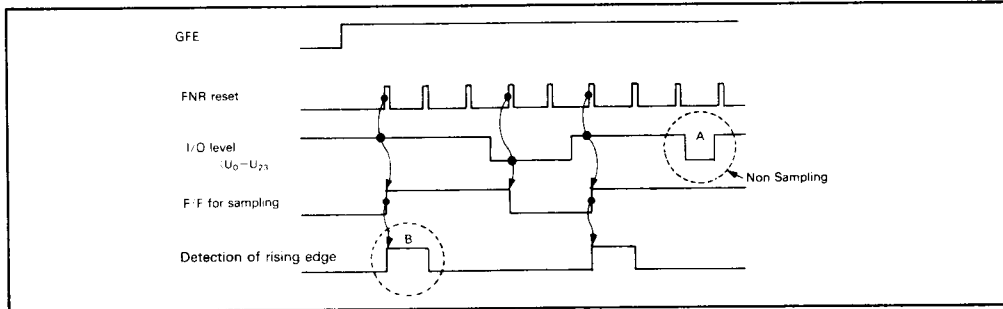 GFE
FNR reset
I/O level
U₀–U₂₃
A
Non Sampling
F/F for sampling
B
Detection of rising edge